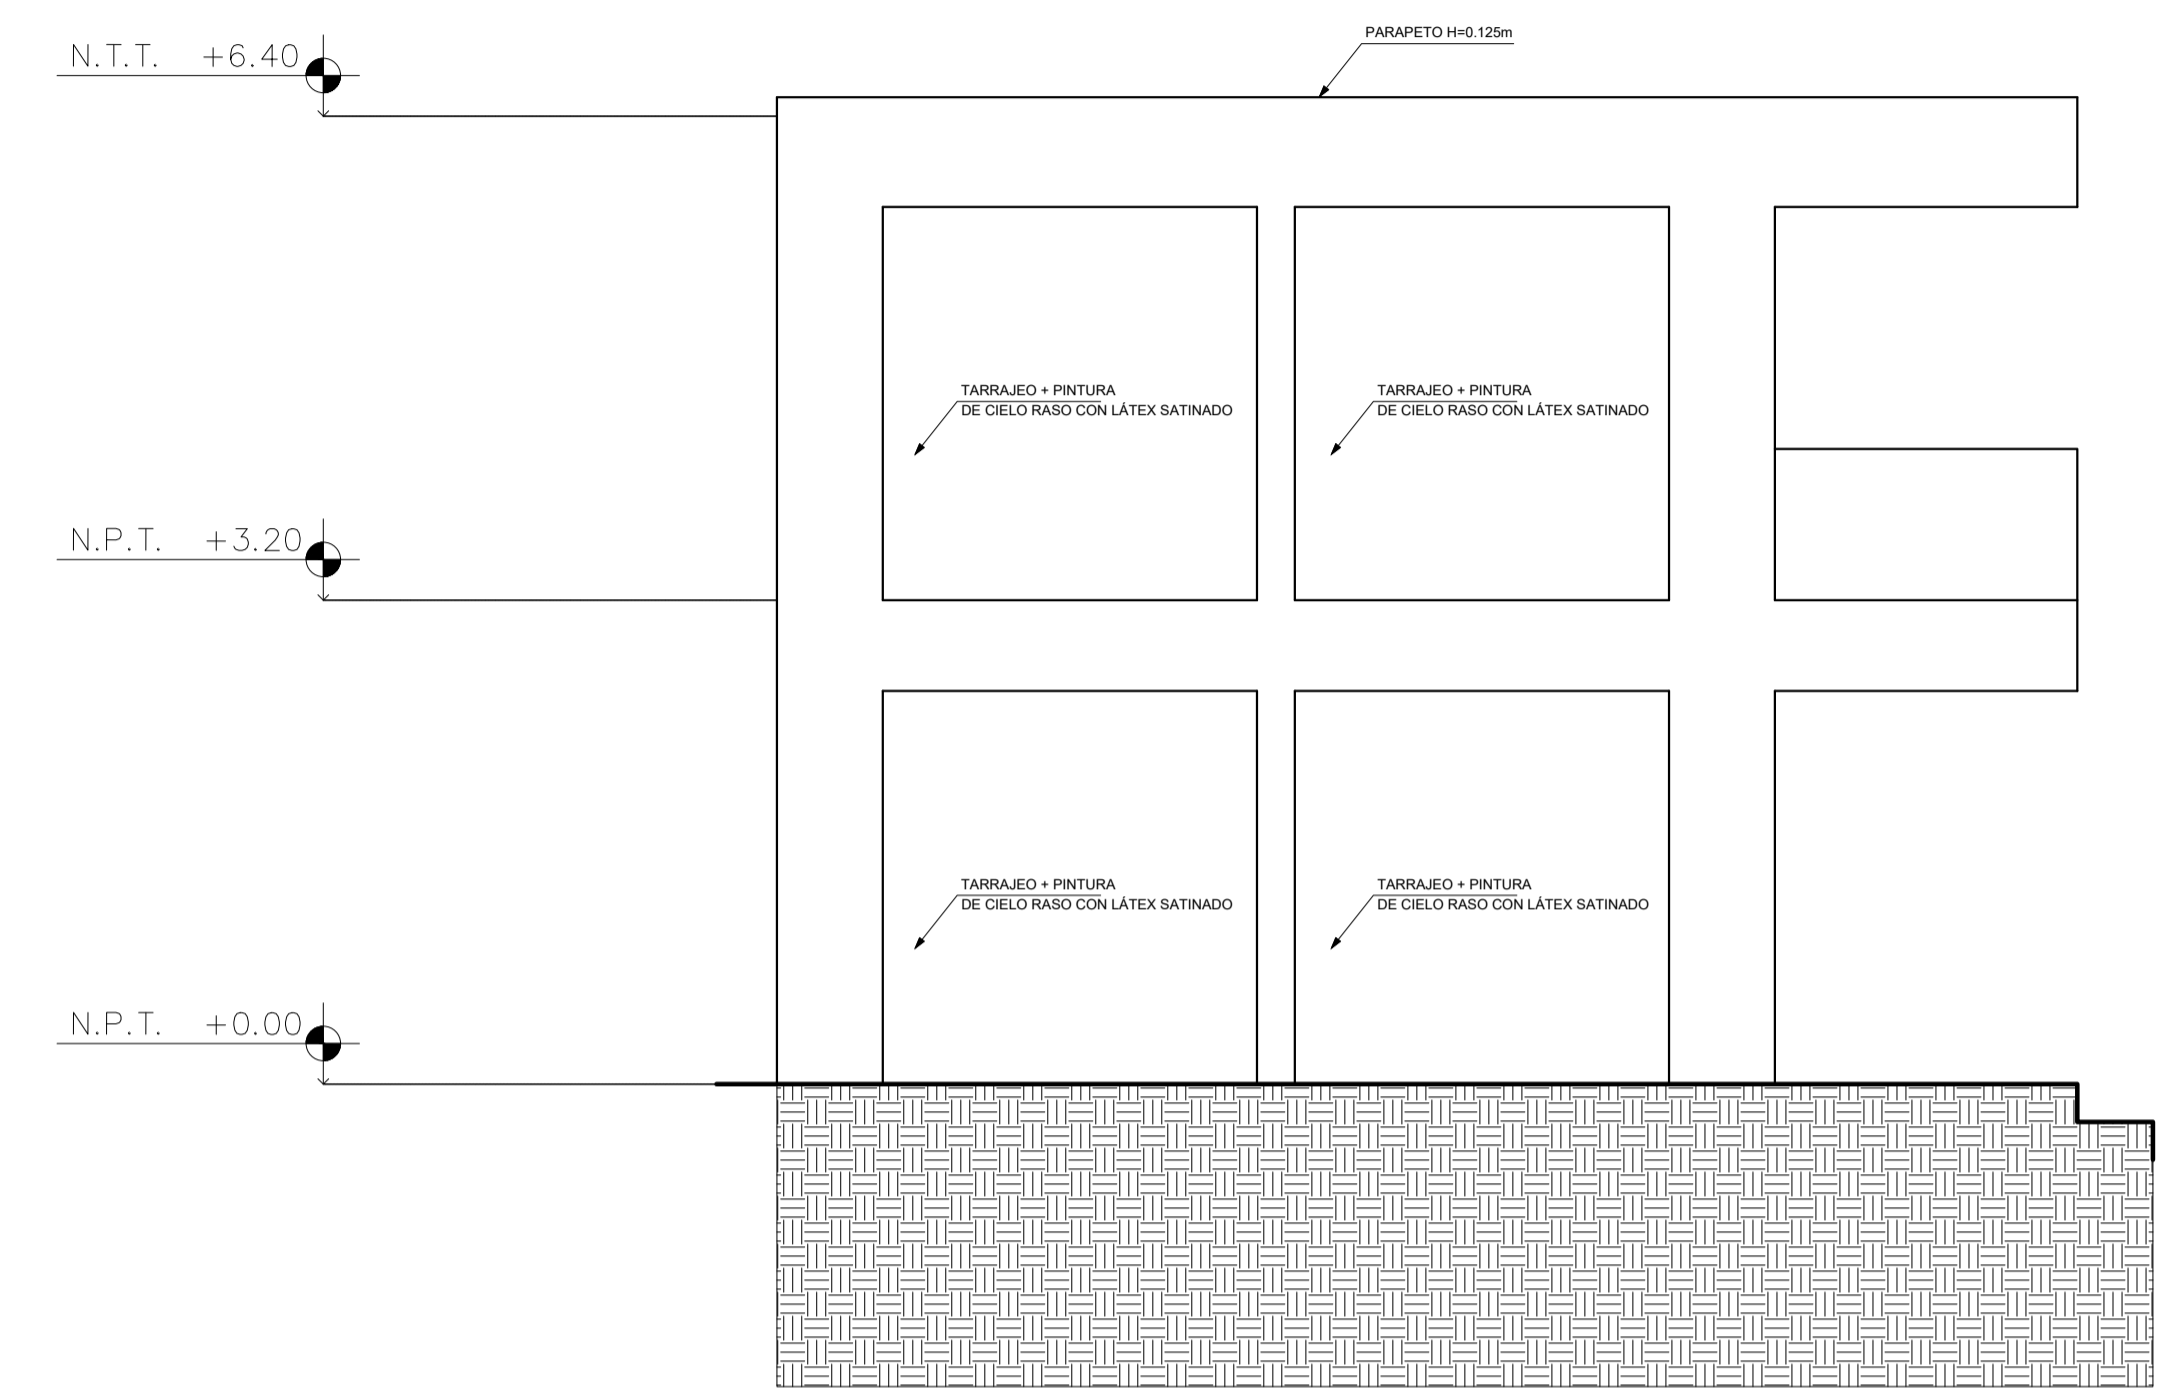 PARAPETO H=0.125m
N.T.T. +6.40
TARRAJEO + PINTURA
DE CIELO RASO CON LÁTEX SATINADO
TARRAJEO + PINTURA
DE CIELO RASO CON LÁTEX SATINADO
N.P.T. +3.20
TARRAJEO + PINTURA
DE CIELO RASO CON LÁTEX SATINADO
TARRAJEO + PINTURA
DE CIELO RASO CON LÁTEX SATINADO
N.P.T. +0.00